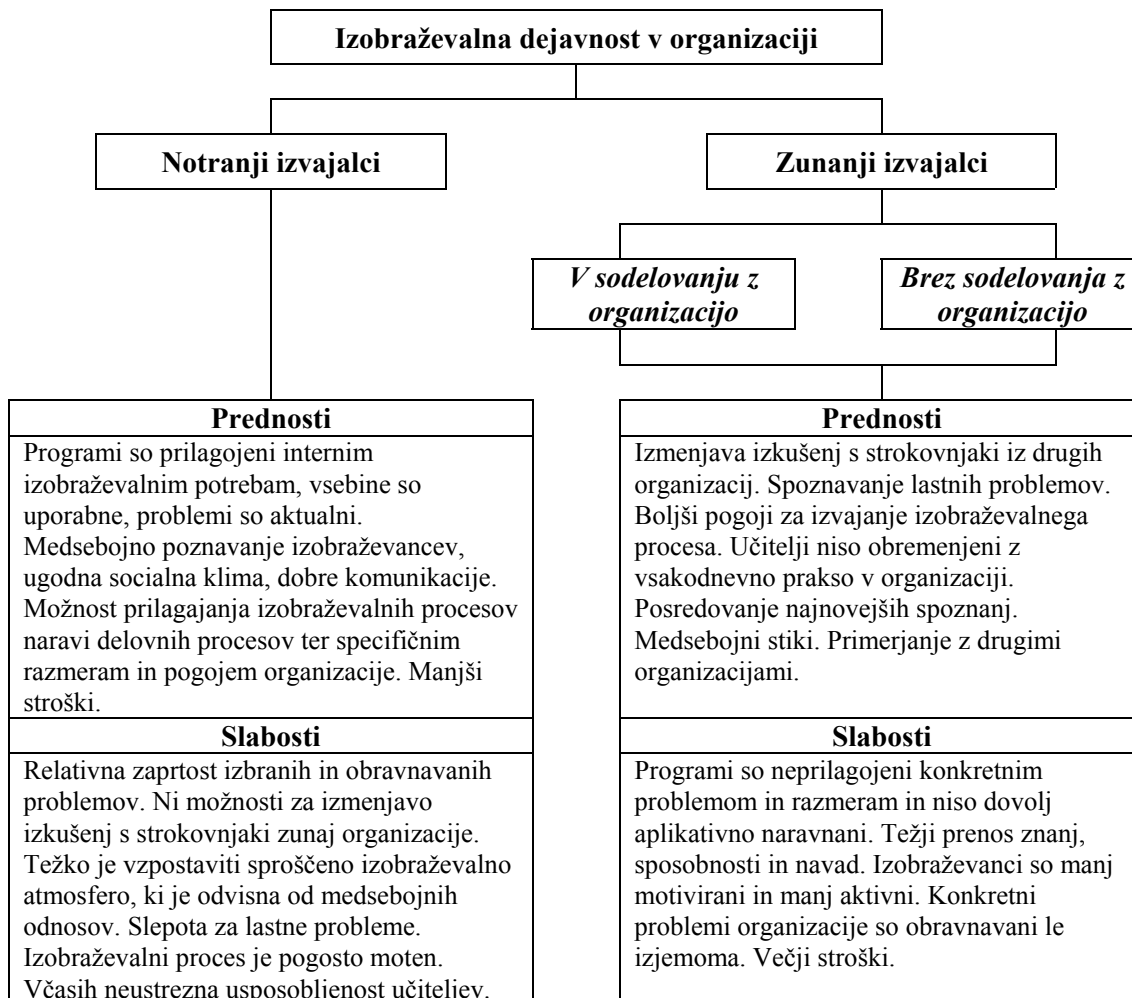 Izobraževalna dejavnost v organizaciji
Notranji izvajalci
Zunanji izvajalci
V sodelovanju z
organizacijo
Brez sodelovanja z
organizacijo
Prednosti
Programi so prilagojeni internim
izobraževalnim potrebam, vsebine so
uporabne, problemi so aktualni.
Medsebojno poznavanje izobraževancev,
ugodna socialna klima, dobre komunikacije.
Možnost prilagajanja izobraževalnih procesov
naravi delovnih procesov ter specifičnim
razmeram in pogojem organizacije. Manjši
stroški.
Slabosti
Relativna zaprtost izbranih in obravnavanih
problemov. Ni možnosti za izmenjavo
izkušenj s strokovnjaki zunaj organizacije.
Težko je vzpostaviti sproščeno izobraževalno
atmosfero, ki je odvisna od medsebojnih
odnosov. Slepota za lastne probleme.
Izobraževalni proces je pogosto moten.
Včasih neustrezna usposobljenost učiteljev.
Prednosti
Izmenjava izkušenj s strokovnjaki iz drugih
organizacij. Spoznavanje lastnih problemov.
Boljši pogoji za izvajanje izobraževalnega
procesa. Učitelji niso obremenjeni z
vsakodnevno prakso v organizaciji.
Posredovanje najnovejših spoznanj.
Medsebojni stiki. Primerjanje z drugimi
organizacijami.
Slabosti
Programi so neprilagojeni konkretnim
problemom in razmeram in niso dovolj
aplikativno naravnani. Težji prenos znanj,
sposobnosti in navad. Izobraževanci so manj
motivirani in manj aktivni. Konkretni
problemi organizacije so obravnavani le
izjemoma. Večji stroški.